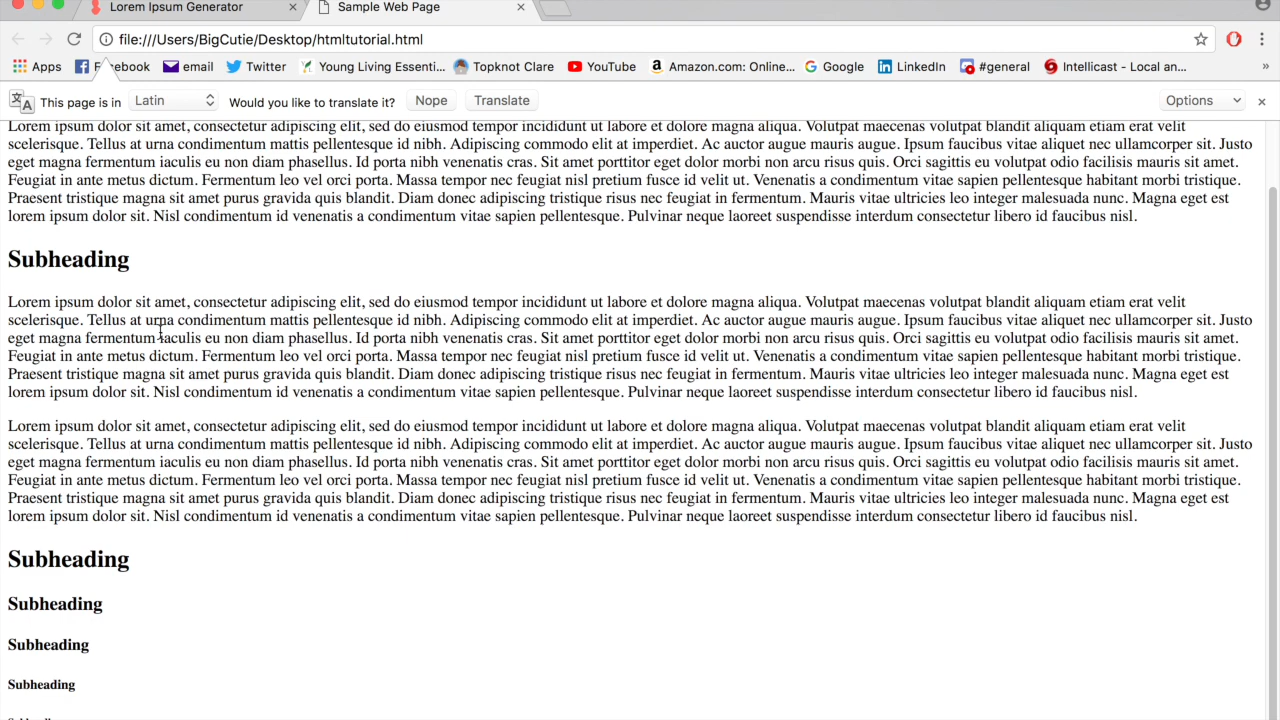 Lorem Ipsum Generator
Sample Web Page
file:///Users/BigCutie/Desktop/htmltutorial.html
Apps Facebook email Twitter Young Living Essenti... Topknot Clare YouTube Amazon.com: Online... Google LinkedIn #general Intellicast - Local an... »
This page is in Latin Would you like to translate it? Nope Translate Options
Lorem ipsum dolor sit amet, consectetur adipiscing elit, sed do eiusmod tempor incididunt ut labore et dolore magna aliqua. Volutpat maecenas volutpat blandit aliquam etiam erat velit
scelerisque. Tellus at urna condimentum mattis pellentesque id nibh. Adipiscing commodo elit at imperdiet. Ac auctor augue mauris augue. Ipsum faucibus vitae aliquet nec ullamcorper sit. Justo
eget magna fermentum iaculis eu non diam phasellus. Id porta nibh venenatis cras. Sit amet porttitor eget dolor morbi non arcu risus quis. Orci sagittis eu volutpat odio facilisis mauris sit amet.
Feugiat in ante metus dictum. Fermentum leo vel orci porta. Massa tempor nec feugiat nisl pretium fusce id velit ut. Venenatis a condimentum vitae sapien pellentesque habitant morbi tristique.
Praesent tristique magna sit amet purus gravida quis blandit. Diam donec adipiscing tristique risus nec feugiat in fermentum. Mauris vitae ultricies leo integer malesuada nunc. Magna eget est
lorem ipsum dolor sit. Nisl condimentum id venenatis a condimentum vitae sapien pellentesque. Pulvinar neque laoreet suspendisse interdum consectetur libero id faucibus nisl.
Subheading
Lorem ipsum dolor sit amet, consectetur adipiscing elit, sed do eiusmod tempor incididunt ut labore et dolore magna aliqua. Volutpat maecenas volutpat blandit aliquam etiam erat velit
scelerisque. Tellus at urna condimentum mattis pellentesque id nibh. Adipiscing commodo elit at imperdiet. Ac auctor augue mauris augue. Ipsum faucibus vitae aliquet nec ullamcorper sit. Justo
eget magna fermentum iaculis eu non diam phasellus. Id porta nibh venenatis cras. Sit amet porttitor eget dolor morbi non arcu risus quis. Orci sagittis eu volutpat odio facilisis mauris sit amet.
Feugiat in ante metus dictum. Fermentum leo vel orci porta. Massa tempor nec feugiat nisl pretium fusce id velit ut. Venenatis a condimentum vitae sapien pellentesque habitant morbi tristique.
Praesent tristique magna sit amet purus gravida quis blandit. Diam donec adipiscing tristique risus nec feugiat in fermentum. Mauris vitae ultricies leo integer malesuada nunc. Magna eget est
lorem ipsum dolor sit. Nisl condimentum id venenatis a condimentum vitae sapien pellentesque. Pulvinar neque laoreet suspendisse interdum consectetur libero id faucibus nisl.
Lorem ipsum dolor sit amet, consectetur adipiscing elit, sed do eiusmod tempor incididunt ut labore et dolore magna aliqua. Volutpat maecenas volutpat blandit aliquam etiam erat velit
scelerisque. Tellus at urna condimentum mattis pellentesque id nibh. Adipiscing commodo elit at imperdiet. Ac auctor augue mauris augue. Ipsum faucibus vitae aliquet nec ullamcorper sit. Justo
eget magna fermentum iaculis eu non diam phasellus. Id porta nibh venenatis cras. Sit amet porttitor eget dolor morbi non arcu risus quis. Orci sagittis eu volutpat odio facilisis mauris sit amet.
Feugiat in ante metus dictum. Fermentum leo vel orci porta. Massa tempor nec feugiat nisl pretium fusce id velit ut. Venenatis a condimentum vitae sapien pellentesque habitant morbi tristique.
Praesent tristique magna sit amet purus gravida quis blandit. Diam donec adipiscing tristique risus nec feugiat in fermentum. Mauris vitae ultricies leo integer malesuada nunc. Magna eget est
lorem ipsum dolor sit. Nisl condimentum id venenatis a condimentum vitae sapien pellentesque. Pulvinar neque laoreet suspendisse interdum consectetur libero id faucibus nisl.
Subheading
Subheading
Subheading
Subheading